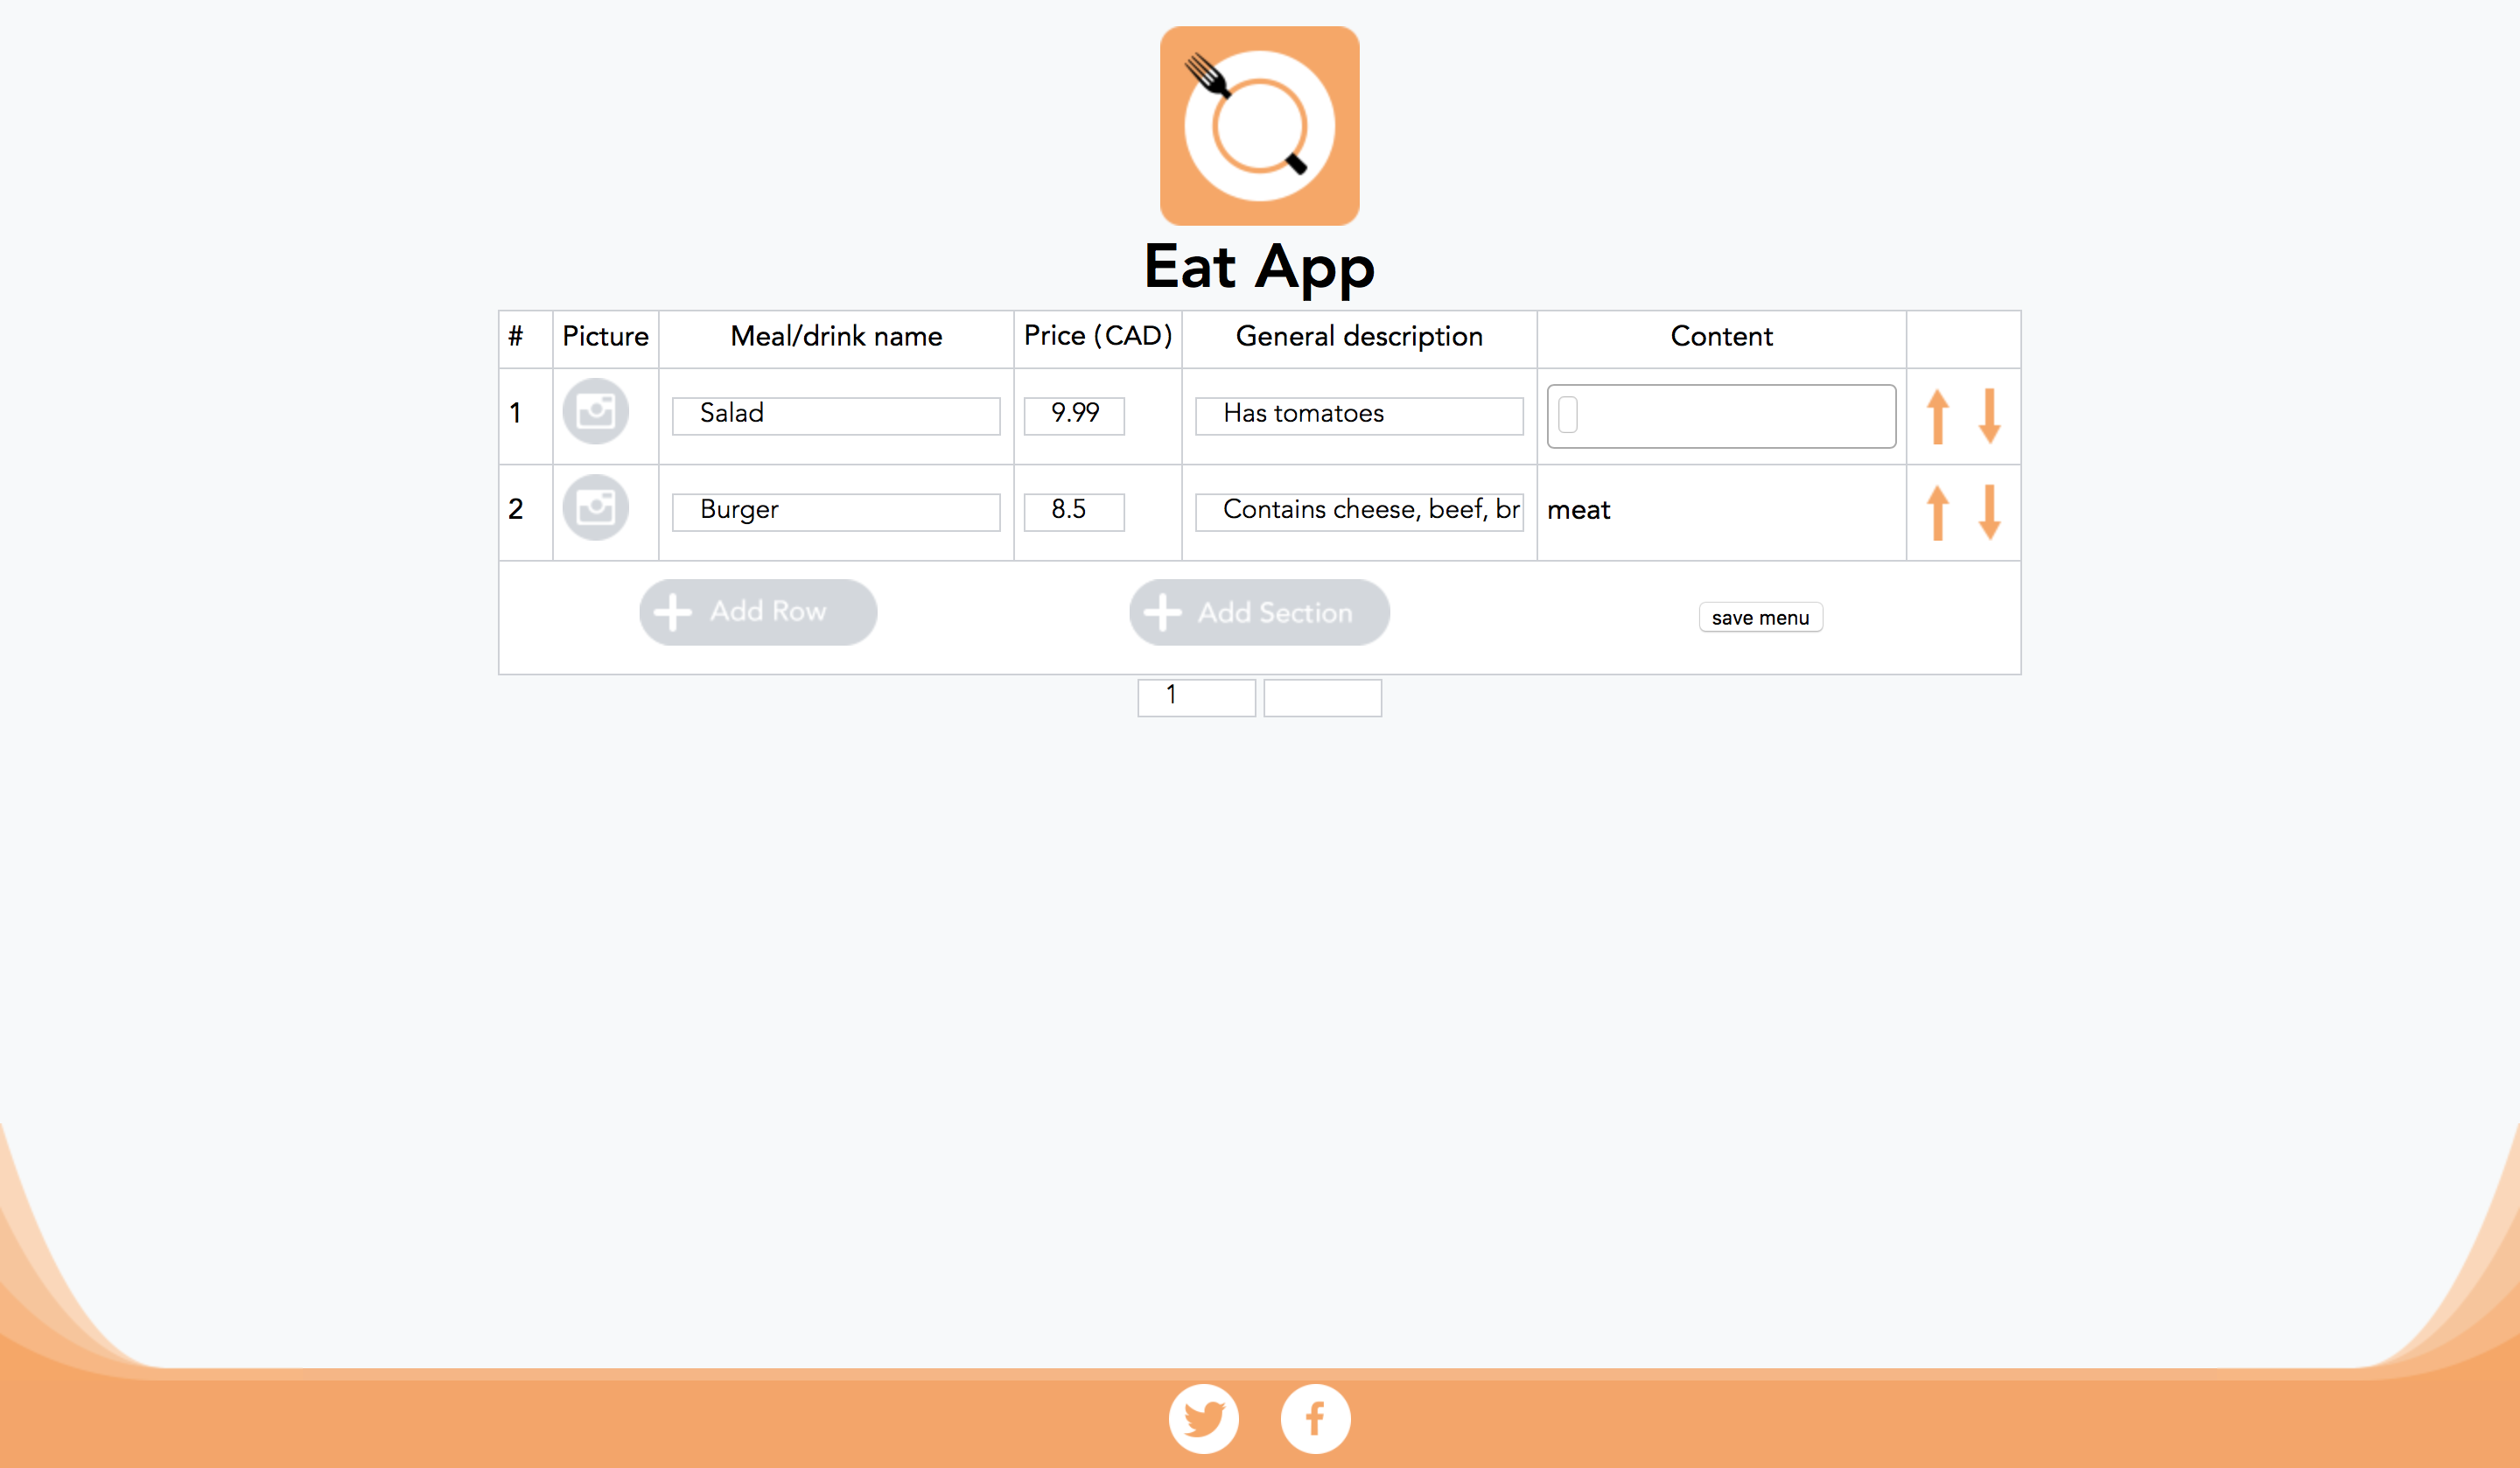 Eat App
# Picture Meal/drink name Price (CAD) General description Content
1 Salad 9.99 Has tomatoes
2 Burger 8.5 Contains cheese, beef, br meat
Add Row Add Section save menu
1